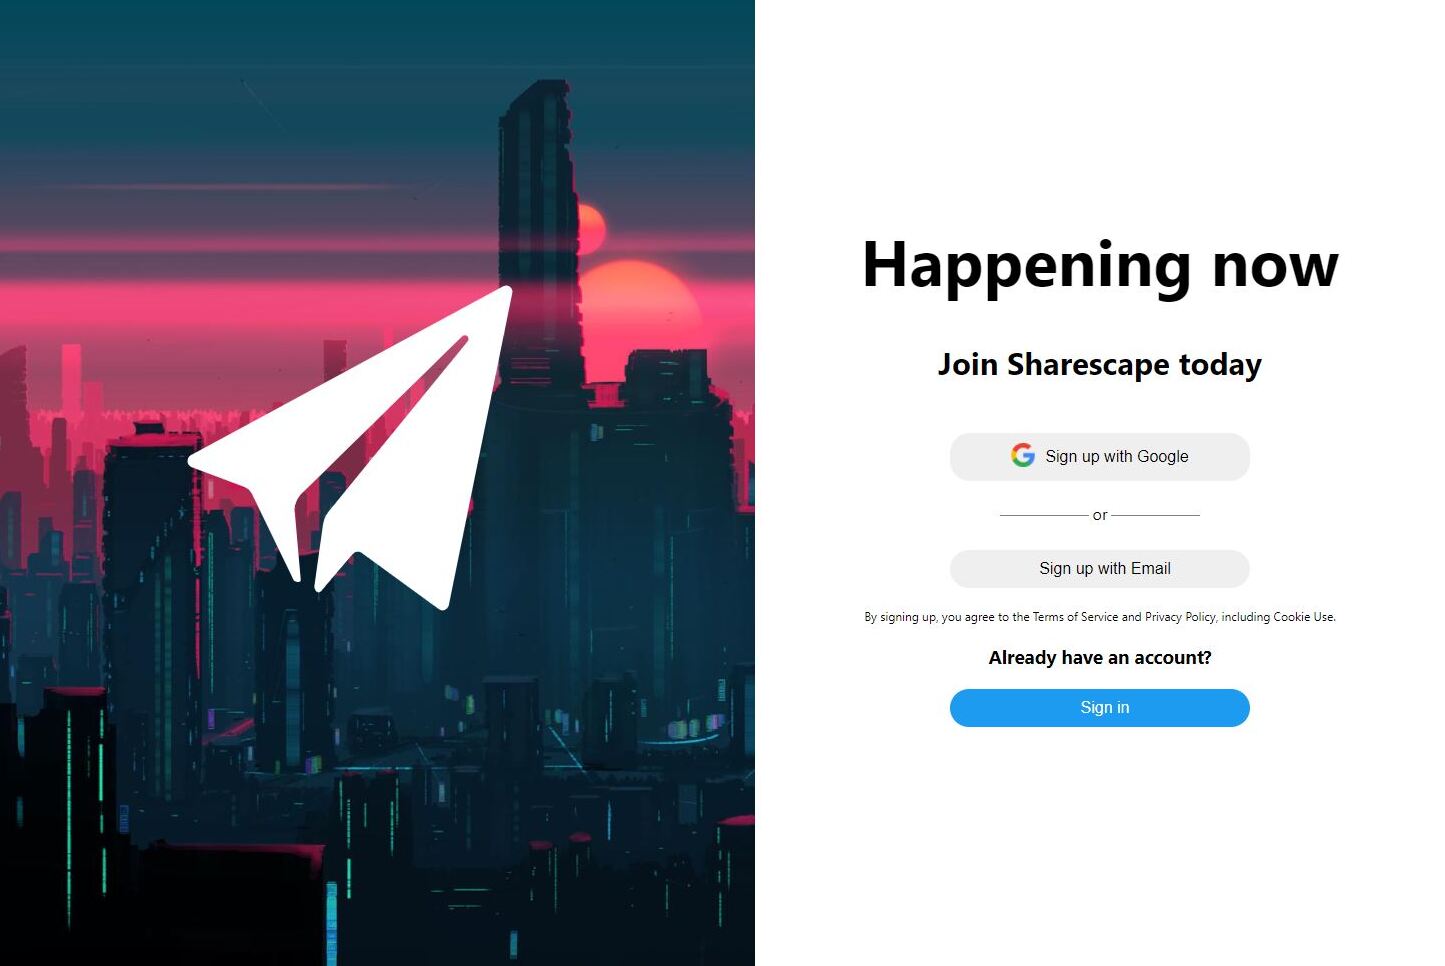 Happening now
Join Sharescape today
Sign up with Google
or
Sign up with Email
By signing up, you agree to the Terms of Service and Privacy Policy, including Cookie Use.
Already have an account?
Sign in